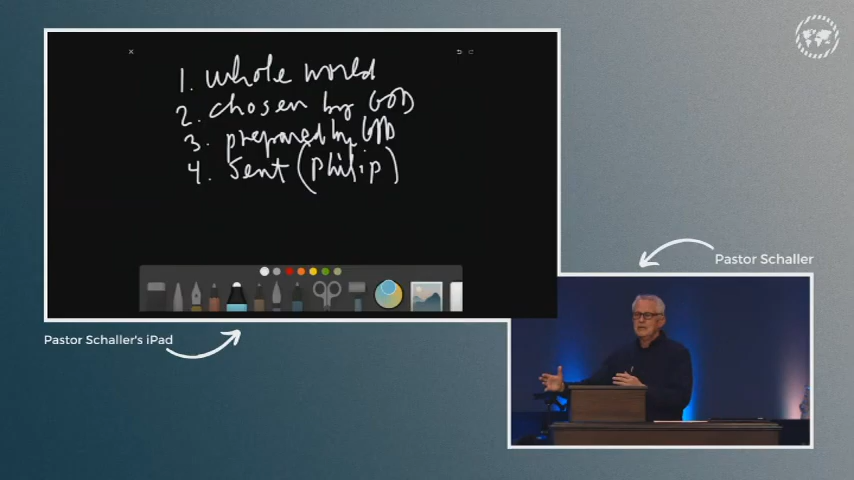 1. whole world
2. chosen by GOD
3. prepared by GOD
4. Sent (Philip)
Pastor Schaller
Pastor Schaller's iPad